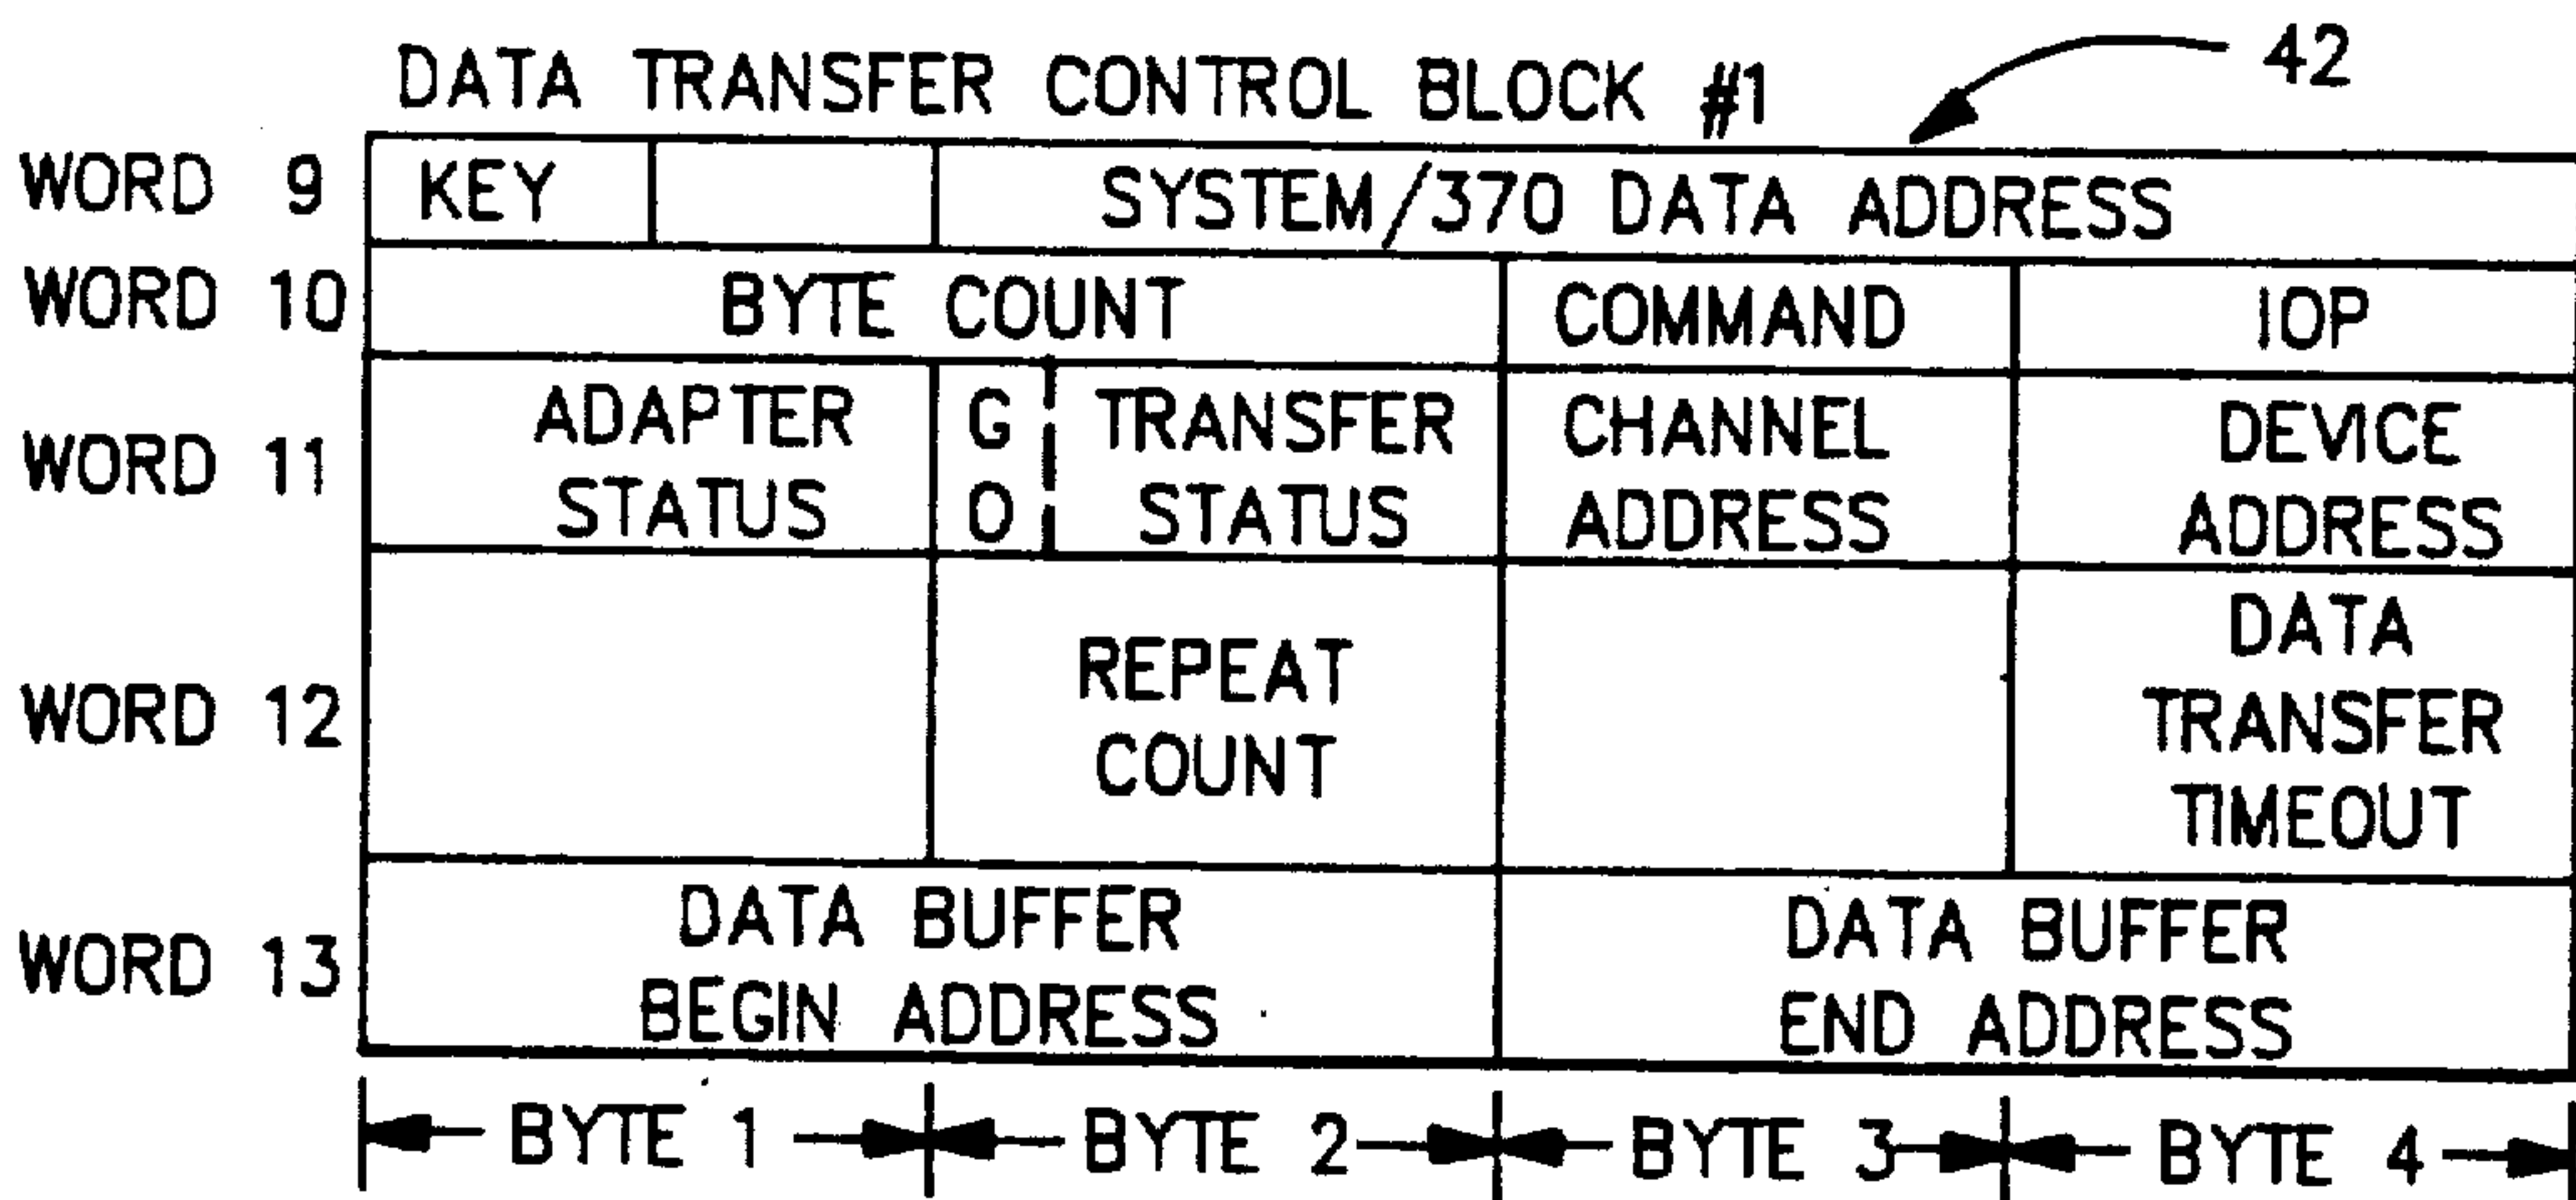 DATA TRANSFER CONTROL BLOCK #1
42
WORD 9
KEY
SYSTEM/370 DATA ADDRESS
WORD 10
BYTE COUNT
COMMAND
IOP
WORD 11
ADAPTER
STATUS
G
O
TRANSFER
STATUS
CHANNEL
ADDRESS
DEVICE
ADDRESS
WORD 12
REPEAT
COUNT
DATA
TRANSFER
TIMEOUT
WORD 13
DATA BUFFER
BEGIN ADDRESS
DATA BUFFER
END ADDRESS
BYTE 1
BYTE 2
BYTE 3
BYTE 4